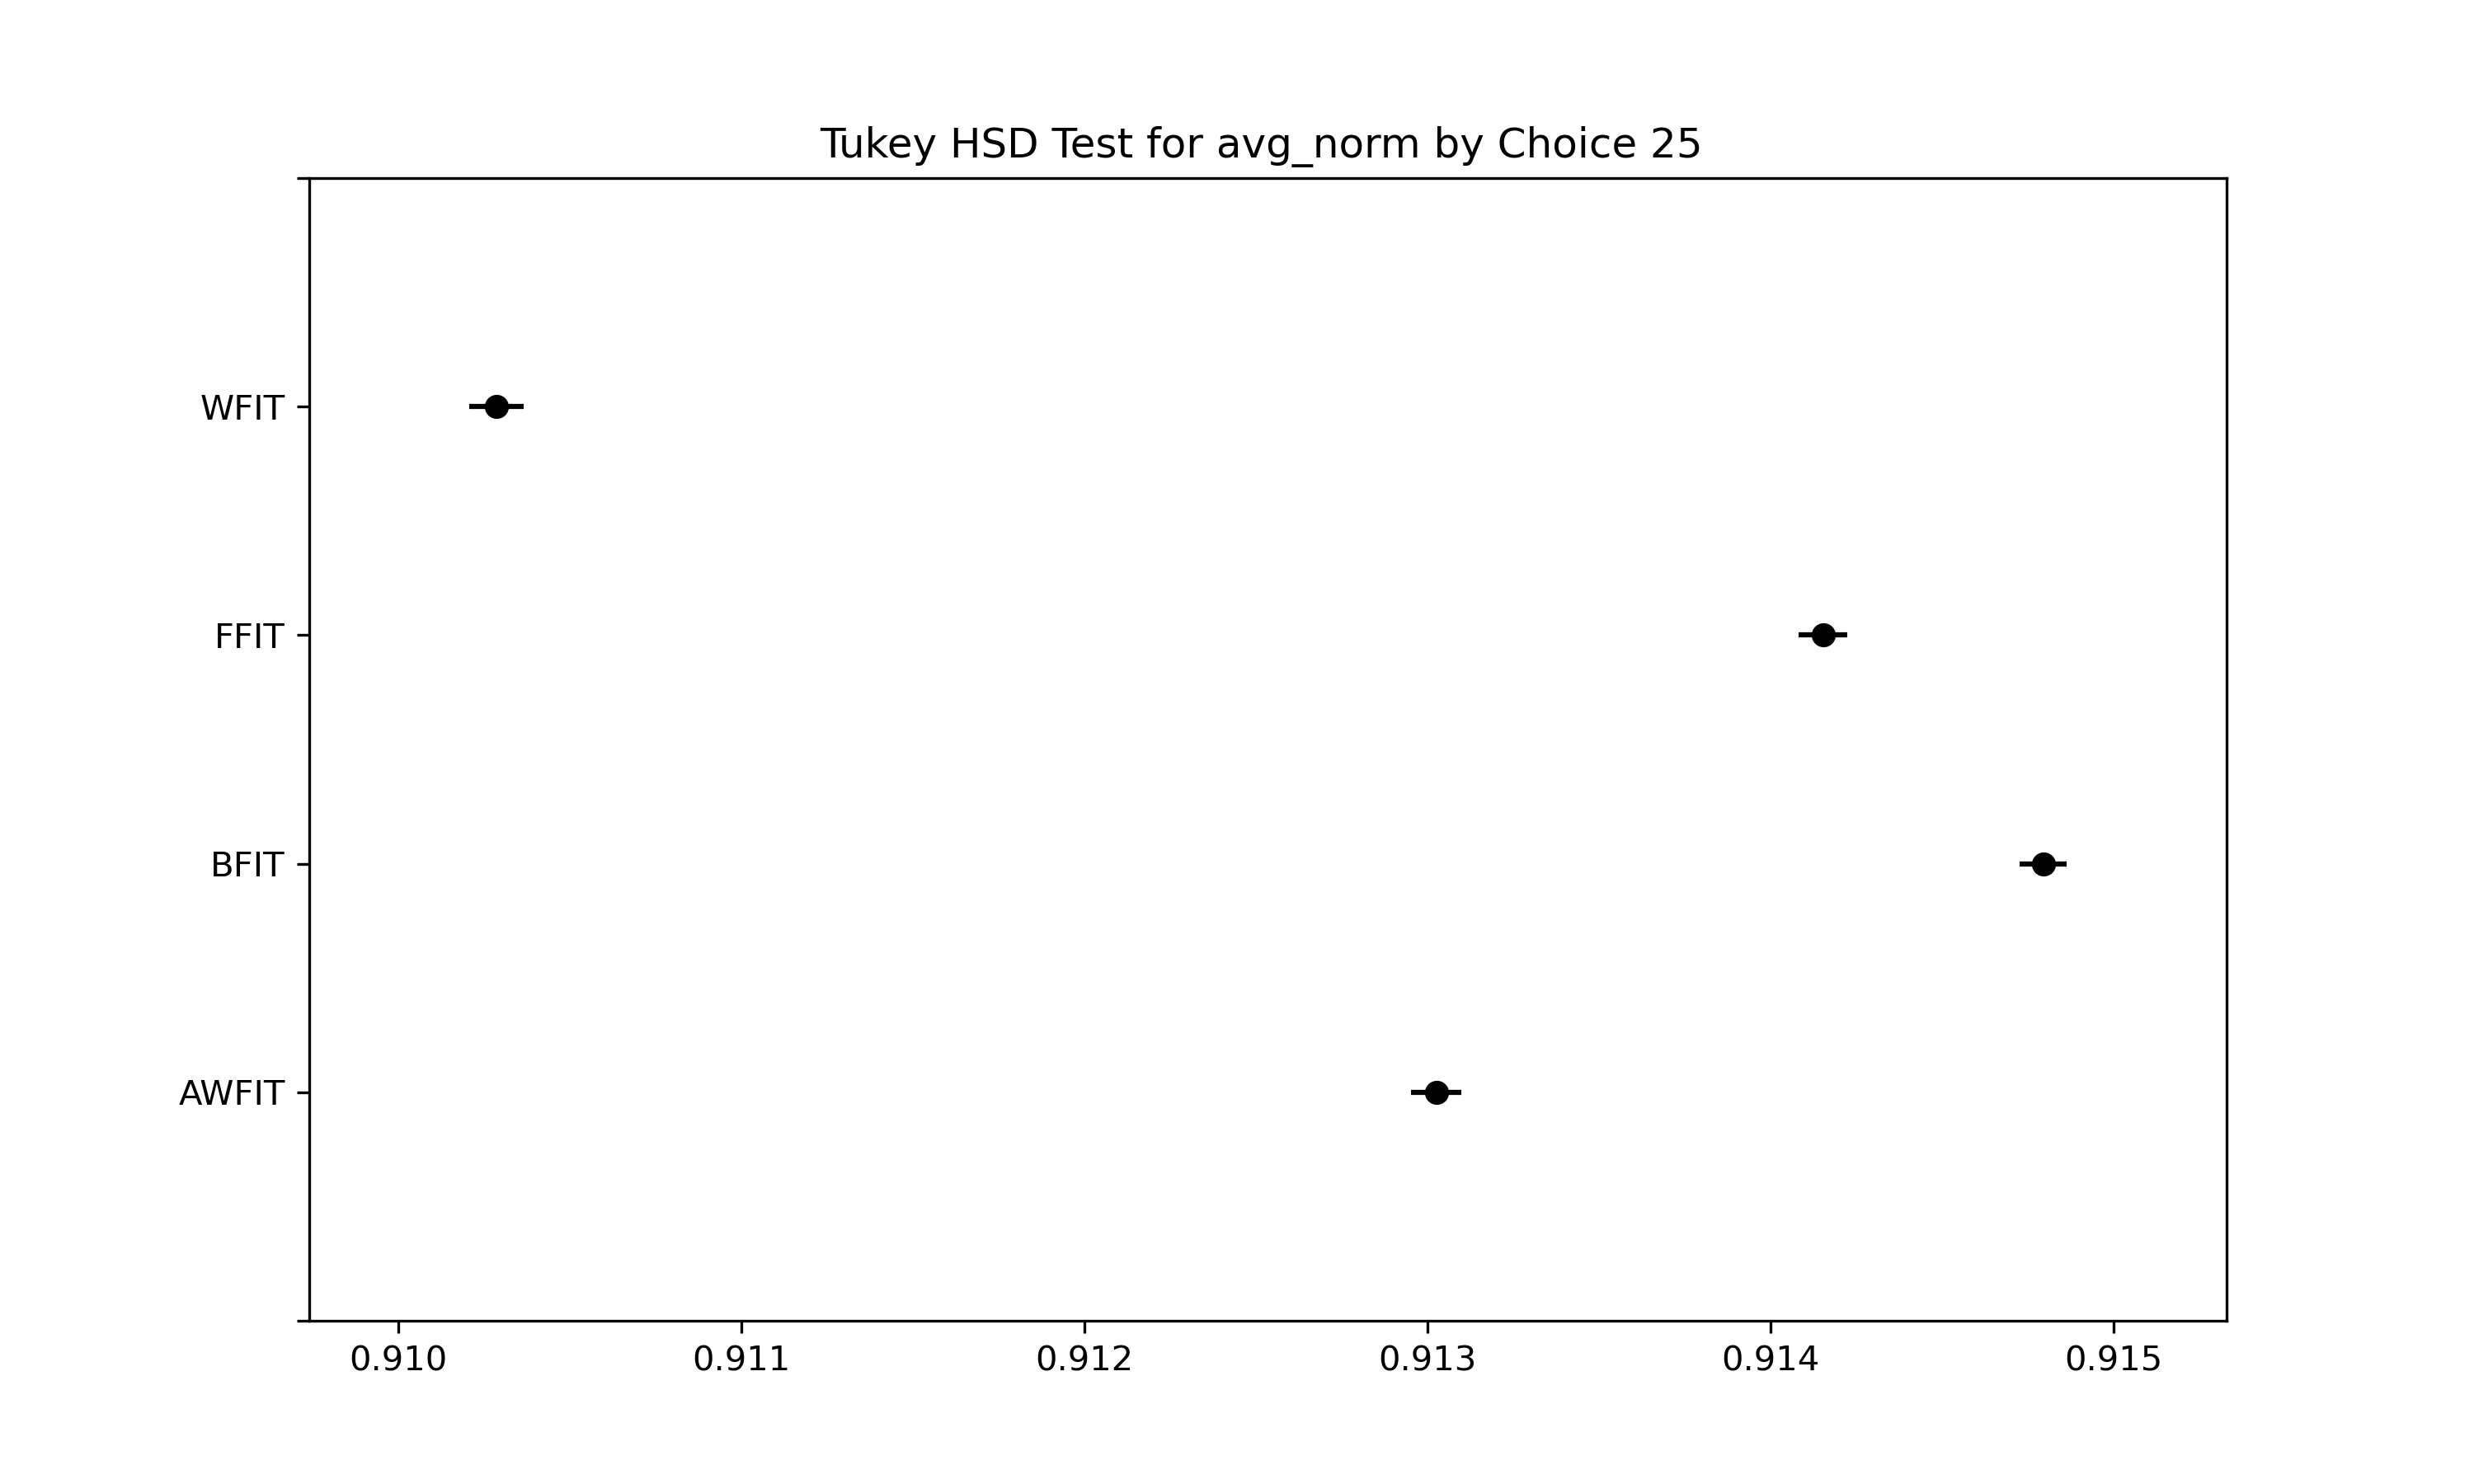 Tukey HSD Test for avg_norm by Choice 25
WFIT
FFIT
BFIT
AWFIT
0.910 0.911 0.912 0.913 0.914 0.915